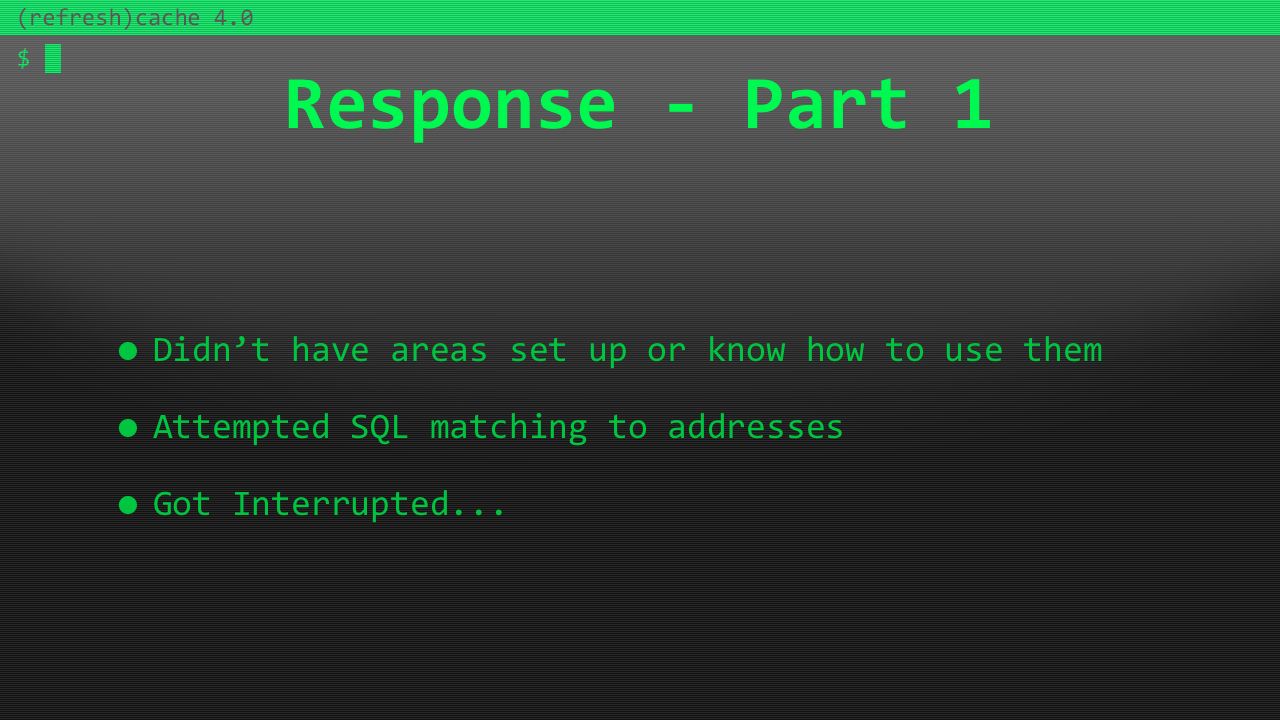 (refresh)cache 4.0
$
Response - Part 1
● Didn’t have areas set up or know how to use them
● Attempted SQL matching to addresses
● Got Interrupted...